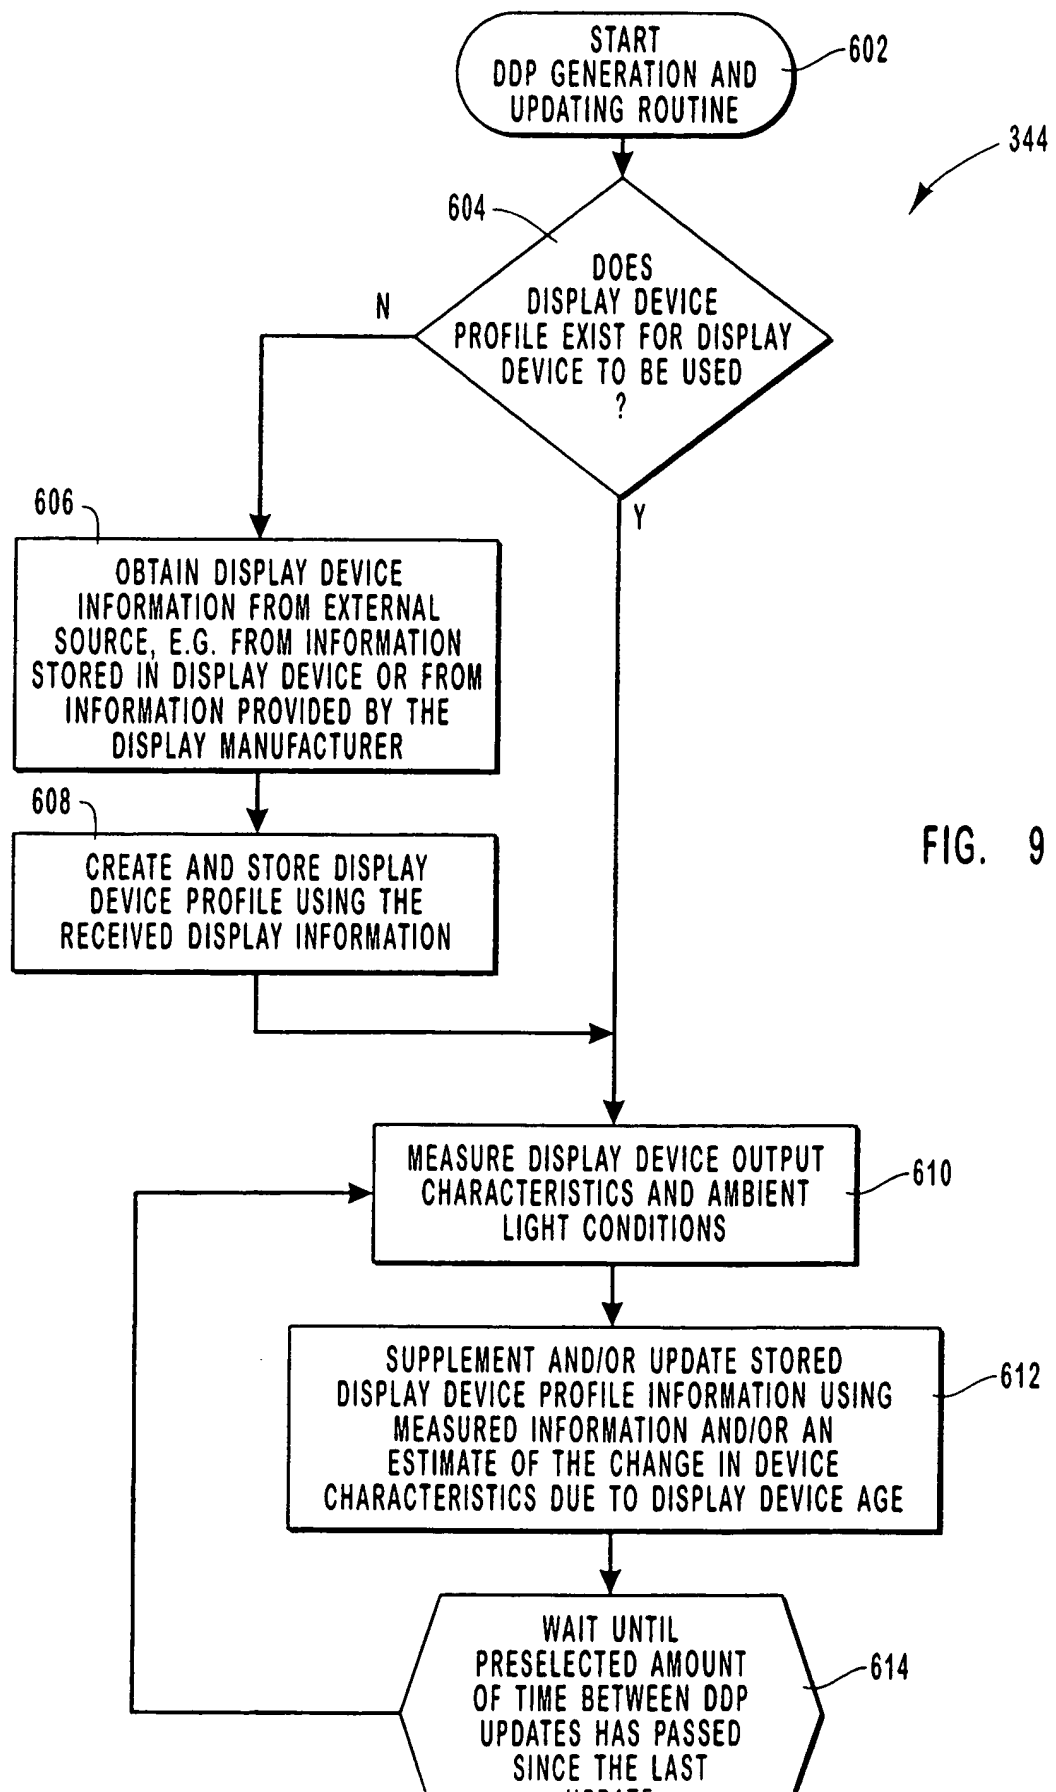 START
DDP GENERATION AND
UPDATING ROUTINE
602
344
604
DOES
DISPLAY DEVICE
PROFILE EXIST FOR DISPLAY
DEVICE TO BE USED
?
N
Y
606
OBTAIN DISPLAY DEVICE
INFORMATION FROM EXTERNAL
SOURCE, E.G. FROM INFORMATION
STORED IN DISPLAY DEVICE OR FROM
INFORMATION PROVIDED BY THE
DISPLAY MANUFACTURER
608
CREATE AND STORE DISPLAY
DEVICE PROFILE USING THE
RECEIVED DISPLAY INFORMATION
FIG. 9
MEASURE DISPLAY DEVICE OUTPUT
CHARACTERISTICS AND AMBIENT
LIGHT CONDITIONS
610
SUPPLEMENT AND/OR UPDATE STORED
DISPLAY DEVICE PROFILE INFORMATION USING
MEASURED INFORMATION AND/OR AN
ESTIMATE OF THE CHANGE IN DEVICE
CHARACTERISTICS DUE TO DISPLAY DEVICE AGE
612
WAIT UNTIL
PRESELECTED AMOUNT
OF TIME BETWEEN DDP
UPDATES HAS PASSED
SINCE THE LAST
614